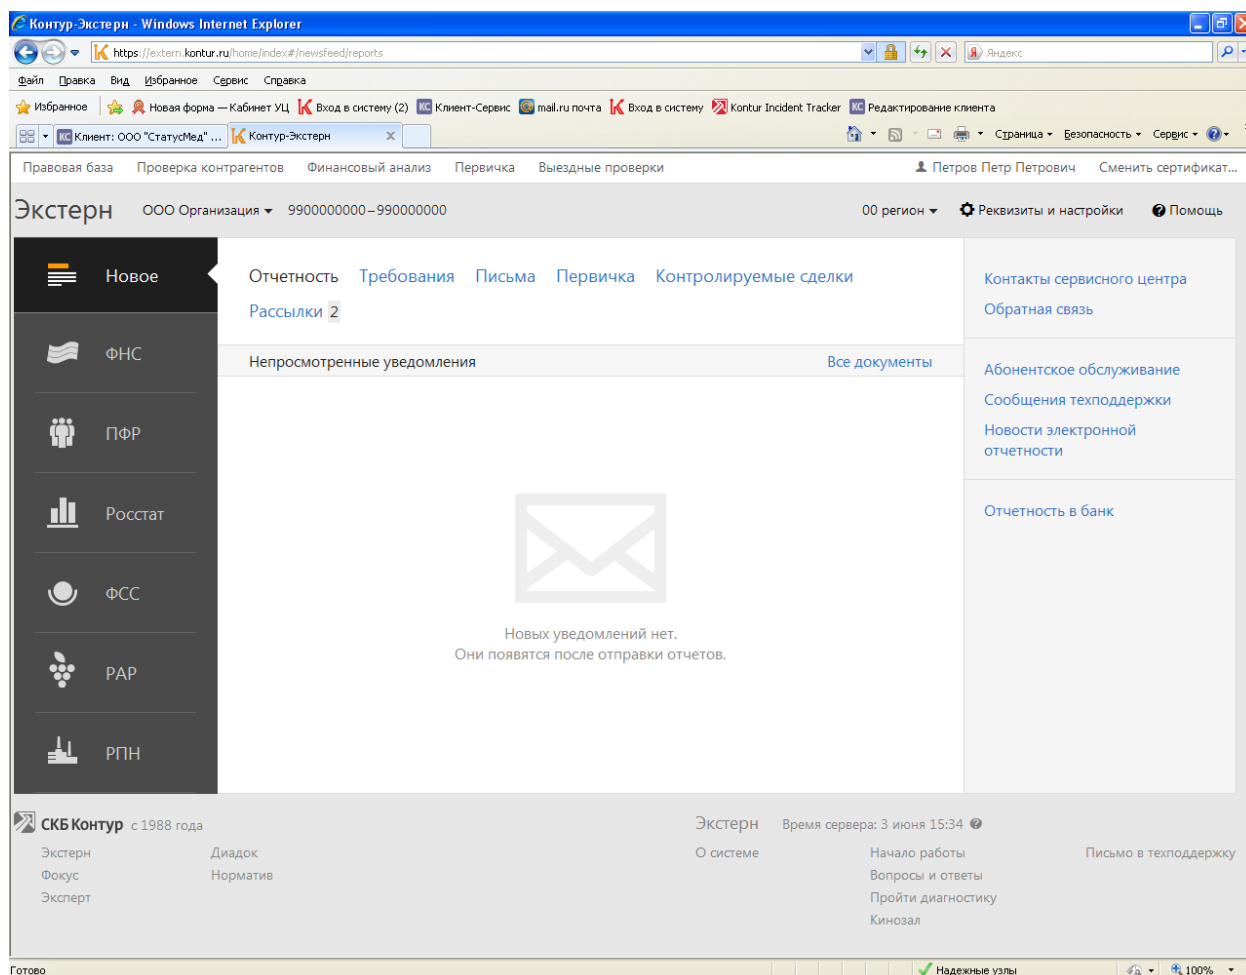 Контур-Экстерн - Windows Internet Explorer
https://extern.kontur.ru/home/index#/newsfeed/reports
Яндекс
Файл Правка Вид Избранное Сервис Справка
Избранное Новая форма — Кабинет УЦ Вход в систему (2) КС Клиент-Сервис mail.ru почта Вход в систему Kontur Incident Tracker КС Редактирование клиента
КС Клиент: ООО "СтатусМед" ... Контур-Экстерн X Страница Безопасность Сервис
Правовая база Проверка контрагентов Финансовый анализ Первичка Выездные проверки Петров Петр Петрович Сменить сертификат...
Экстерн ООО Организация 9900000000–990000000 00 регион Реквизиты и настройки Помощь
Новое
ФНС
ПФР
Росстат
ФСС
РАР
РПН
Отчетность Требования Письма Первичка Контролируемые сделки
Рассылки 2
Непросмотренные уведомления Все документы
Новых уведомлений нет.
Они появятся после отправки отчетов.
Контакты сервисного центра
Обратная связь
Абонентское обслуживание
Сообщения техподдержки
Новости электронной
отчетности
Отчетность в банк
СКБ Контур с 1988 года Экстерн Время сервера: 3 июня 15:34
Экстерн Диадок О системе Начало работы Письмо в техподдержку
Фокус Норматив Вопросы и ответы
Эксперт Пройти диагностику
Кинозал
Готово Надежные узлы 100%